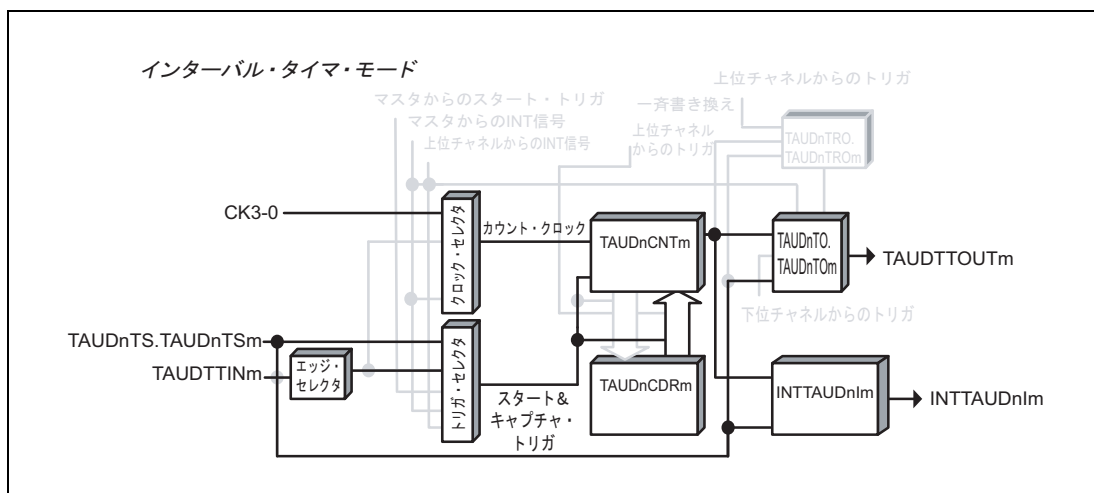 インターバル・タイマ・モード
上位チャネルからのトリガ
マスタからのスタート・トリガ
一斉書き換え
マスタからのINT信号
上位チャネルからのINT信号
上位チャネル
からのトリガ
TAUDnTRO.
TAUDnTROm
CK3-0
クロック・セレクタ
カウント・クロック
TAUDnCNTm
TAUDnTO.
TAUDnTOm
TAUDTTOUTm
下位チャネルからのトリガ
TAUDnTS.TAUDnTSm
TAUDTTINm
エッジ・
セレクタ
トリガ・セレクタ
スタート&
キャプチャ・
トリガ
TAUDnCDRm
INTTAUDnIm
INTTAUDnIm